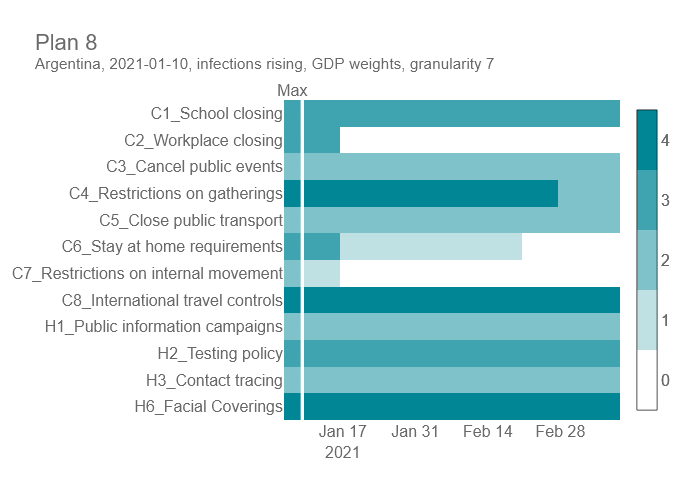 Plan 8
Argentina, 2021-01-10, infections rising, GDP weights, granularity 7
Max
C1_School closing
C2_Workplace closing
C3_Cancel public events
C4_Restrictions on gatherings
C5_Close public transport
C6_Stay at home requirements
C7_Restrictions on internal movement
C8_International travel controls
H1_Public information campaigns
H2_Testing policy
H3_Contact tracing
H6_Facial Coverings
4
3
2
1
0
Jan 17 Jan 31 Feb 14 Feb 28
2021